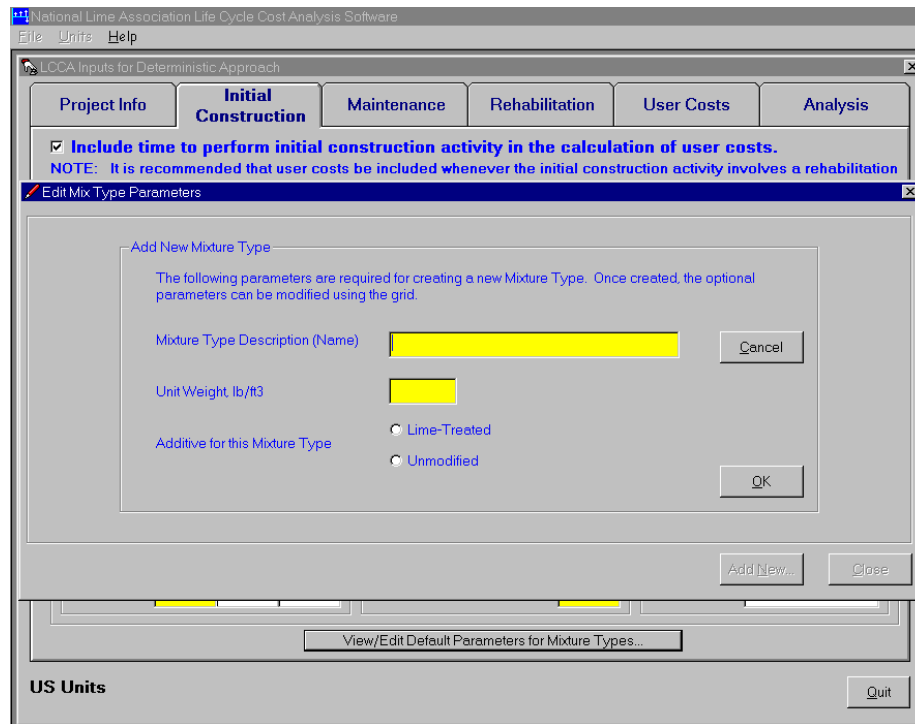 National Lime Association Life Cycle Cost Analysis Software
File Units Help
LCCA Inputs for Deterministic Approach
Project Info
Initial
Construction
Maintenance
Rehabilitation
User Costs
Analysis
Include time to perform initial construction activity in the calculation of user costs.
NOTE: It is recommended that user costs be included whenever the initial construction activity involves a rehabilitation
Edit Mix Type Parameters
Add New Mixture Type
The following parameters are required for creating a new Mixture Type. Once created, the optional
parameters can be modified using the grid.
Mixture Type Description (Name)
Cancel
Unit Weight, lb/ft3
Additive for this Mixture Type
Lime-Treated
Unmodified
OK
Add New...
Close
View/Edit Default Parameters for Mixture Types...
US Units
Quit